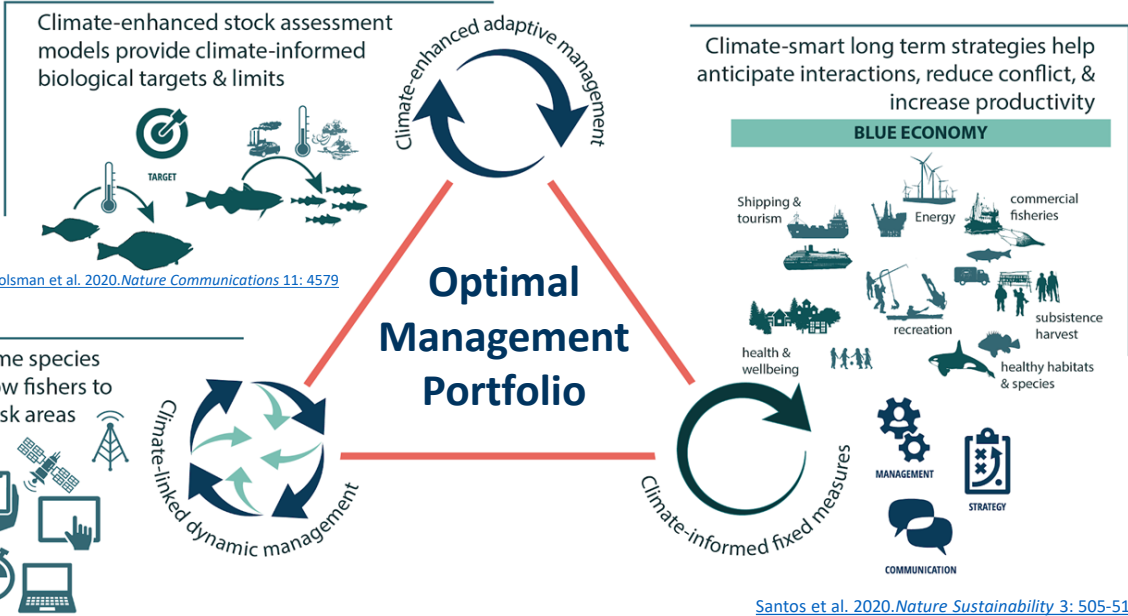 Climate-enhanced stock assessment
models provide climate-informed
biological targets & limits
TARGET
olsman et al. 2020.Nature Communications 11: 4579
Climate-enhanced adaptive management
Climate-smart long term strategies help
anticipate interactions, reduce conflict, &
increase productivity
BLUE ECONOMY
Shipping &
tourism
Energy
commercial
fisheries
recreation
subsistence
harvest
health &
wellbeing
healthy habitats
& species
Optimal
Management
Portfolio
me species
ow fishers to
sk areas
Climate-linked dynamic management
Climate-informed fixed measures
MANAGEMENT
STRATEGY
COMMUNICATION
Santos et al. 2020.Nature Sustainability 3: 505-51